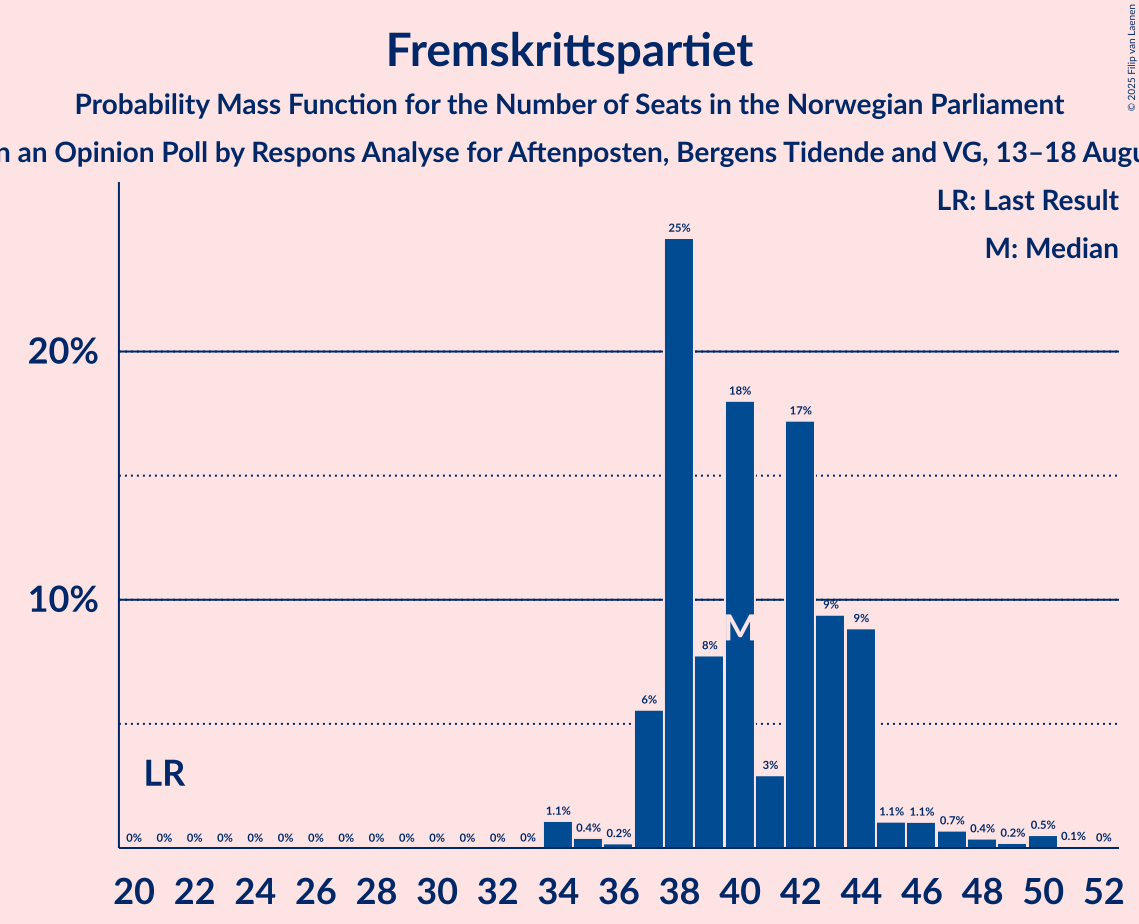 Fremskrittspartiet
Probability Mass Function for the Number of Seats in the Norwegian Parliament
an Opinion Poll by Respons Analyse for Aftenposten, Bergens Tidende and VG, 13–18
© 2025 Filip van Laenen
LR: Last Result
M: Median
25%
20%
18%
17%
10%
9%
9%
M
8%
6%
3%
LR
1.1%
0.4%
0.2%
1.1%
1.1%
0.7%
0.4%
0.2%
0.5%
0.1%
0%
0% 0% 0% 0% 0% 0% 0% 0% 0% 0% 0% 0% 0% 0%
20 22 24 26 28 30 32 34 36 38 40 42 44 46 48 50 52